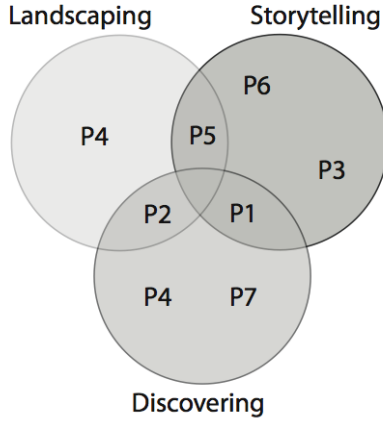 Landscaping Storytelling
P6
P4 P5
P3
P2 P1
P4 P7
Discovering